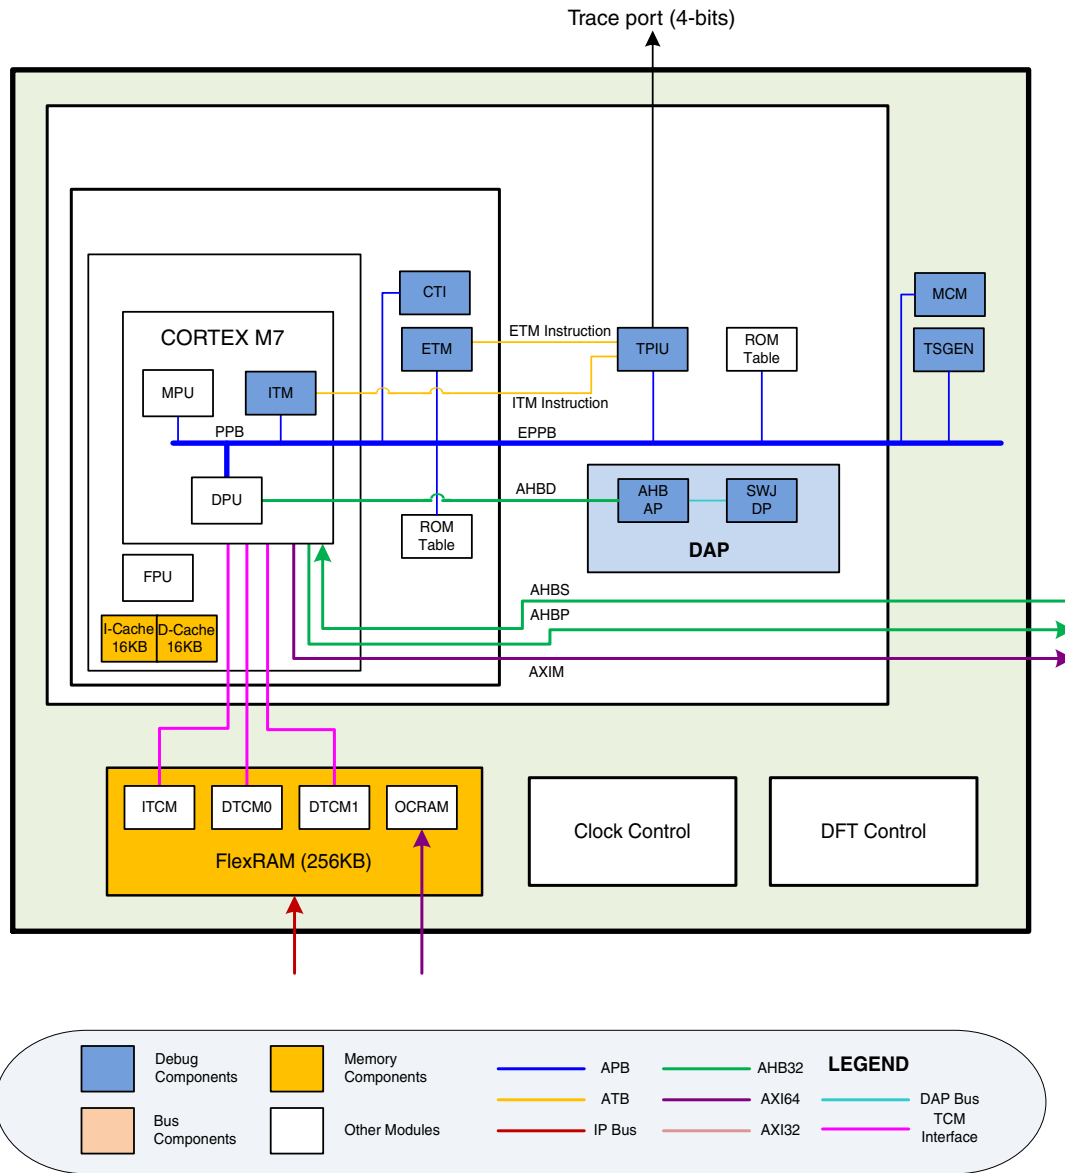 Trace port (4-bits)
CTI
MCM
ETM Instruction
CORTEX M7
ETM
TPIU
ROM
Table
TSGEN
MPU
ITM
ITM Instruction
PPB
EPPB
DPU
AHBD
AHB
AP
SWJ
DP
ROM
Table
DAP
FPU
AHBS
AHBP
I-Cache
16KB
D-Cache
16KB
AXIM
ITCM
DTCM0
DTCM1
OCRAM
Clock Control
DFT Control
FlexRAM (256KB)
Debug
Components
Memory
Components
APB
AHB32
LEGEND
ATB
AXI64
DAP Bus
Bus
Components
Other Modules
IP Bus
AXI32
TCM
Interface